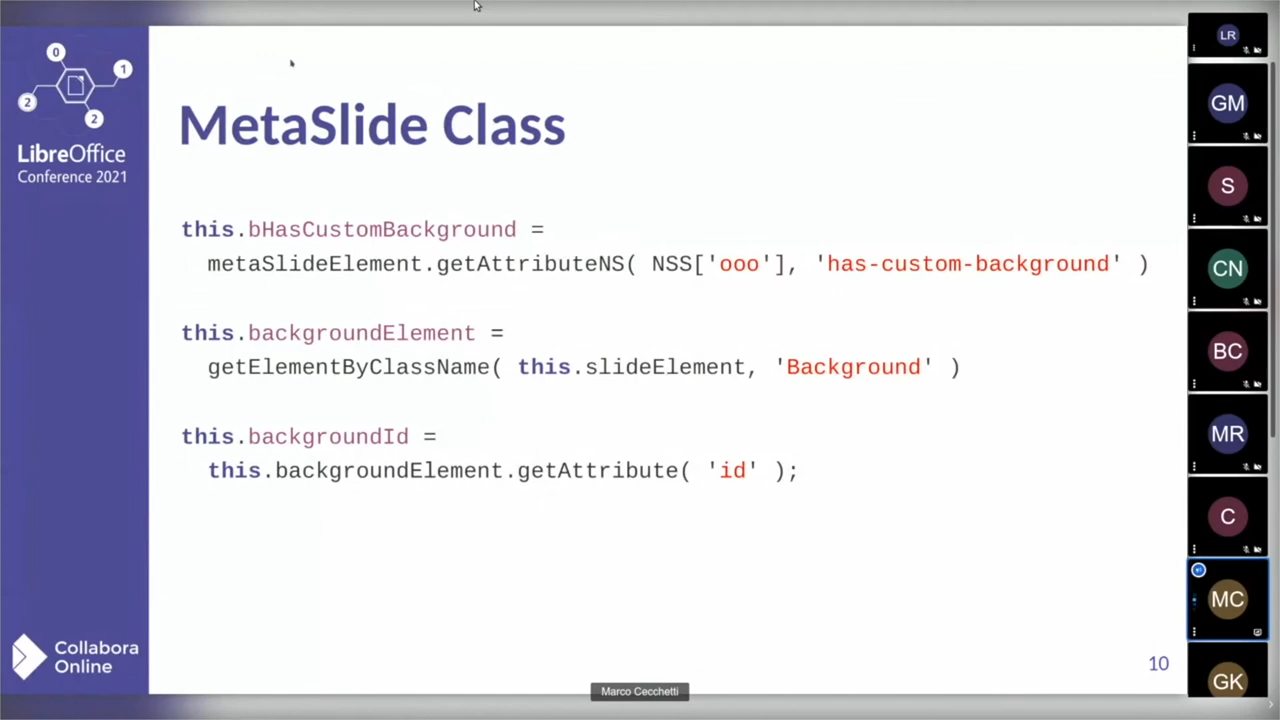 0
1
2
2
LibreOffice
Conference 2021
MetaSlide Class
this.bHasCustomBackground =
metaSlideElement.getAttributeNS( NSS['ooo'], 'has-custom-background' )
this.backgroundElement =
getElementByClassName( this.slideElement, 'Background' )
this.backgroundId =
this.backgroundElement.getAttribute( 'id' );
Collabora
Online
10
Marco Cecchetti
LR
GM
S
CN
BC
MR
C
MC
GK